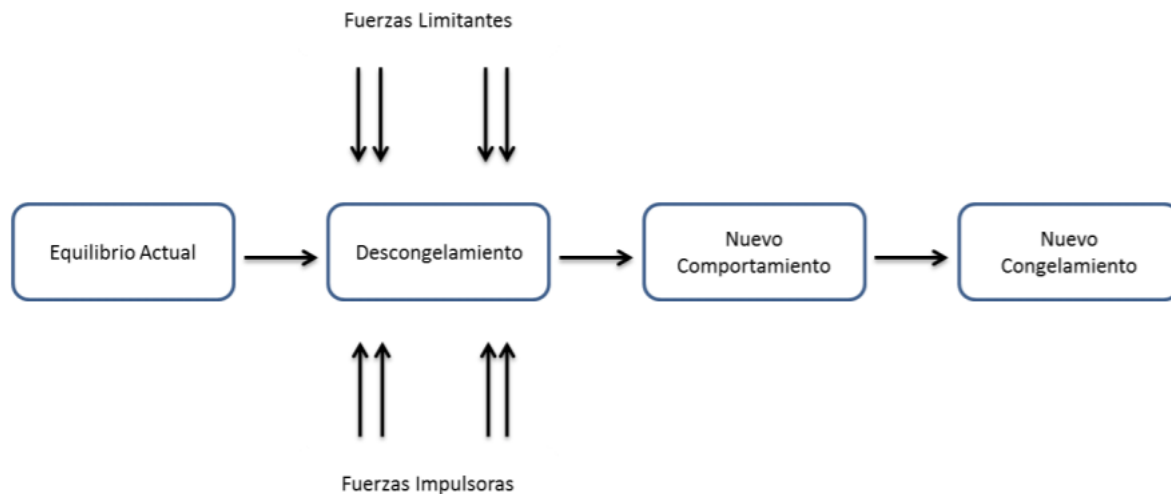 Fuerzas Limitantes
Equilibrio Actual
Descongelamiento
Nuevo
Comportamiento
Nuevo
Congelamiento
Fuerzas Impulsoras